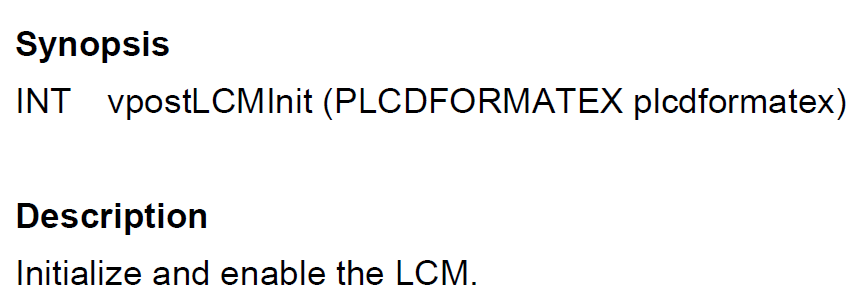 Synopsis
INT vpostLCMInit (PLCDFORMATEX plcdformatex)
Description
Initialize and enable the LCM.